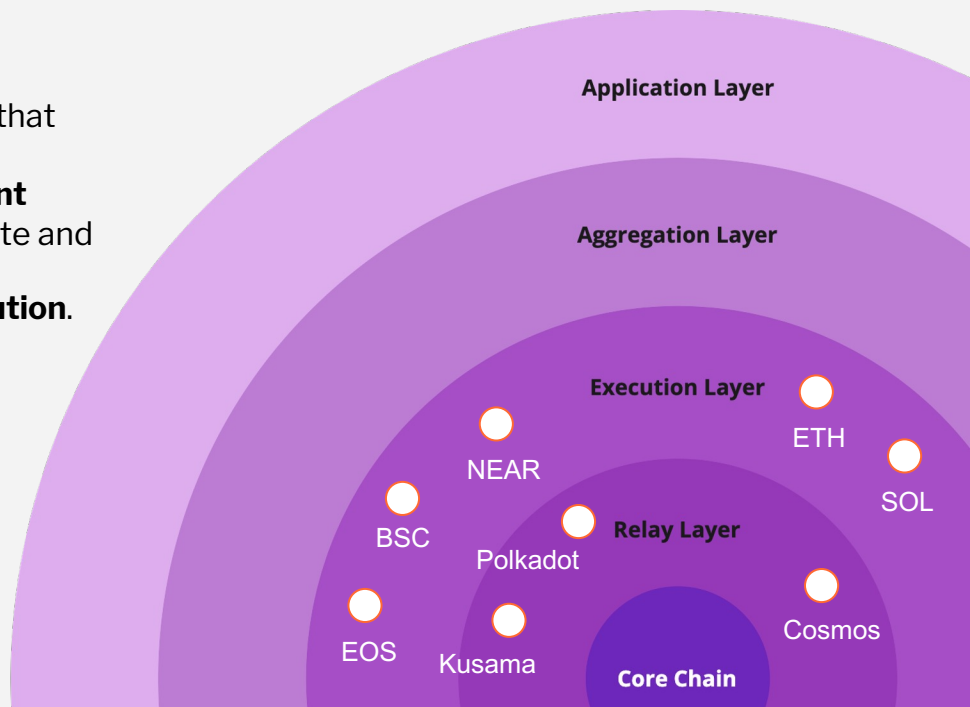 that
nt
te and
ution.
Application Layer
Aggregation Layer
Execution Layer
ETH
NEAR
SOL
BSC
Relay Layer
Polkadot
Cosmos
EOS
Kusama
Core Chain